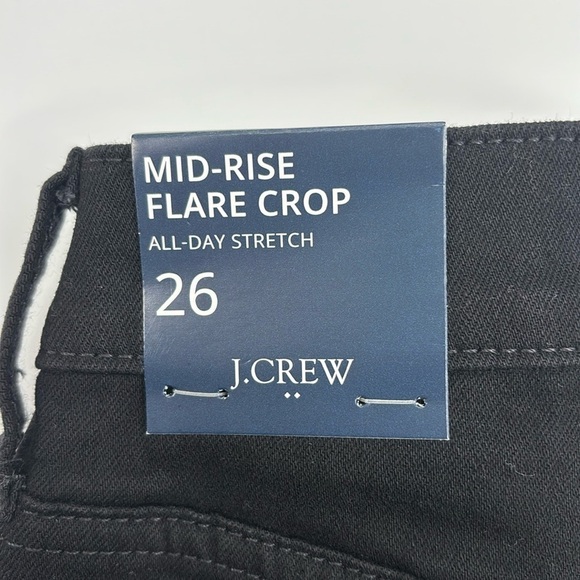 MID-RISE
FLARE CROP
ALL-DAY STRETCH
26
J.CREW